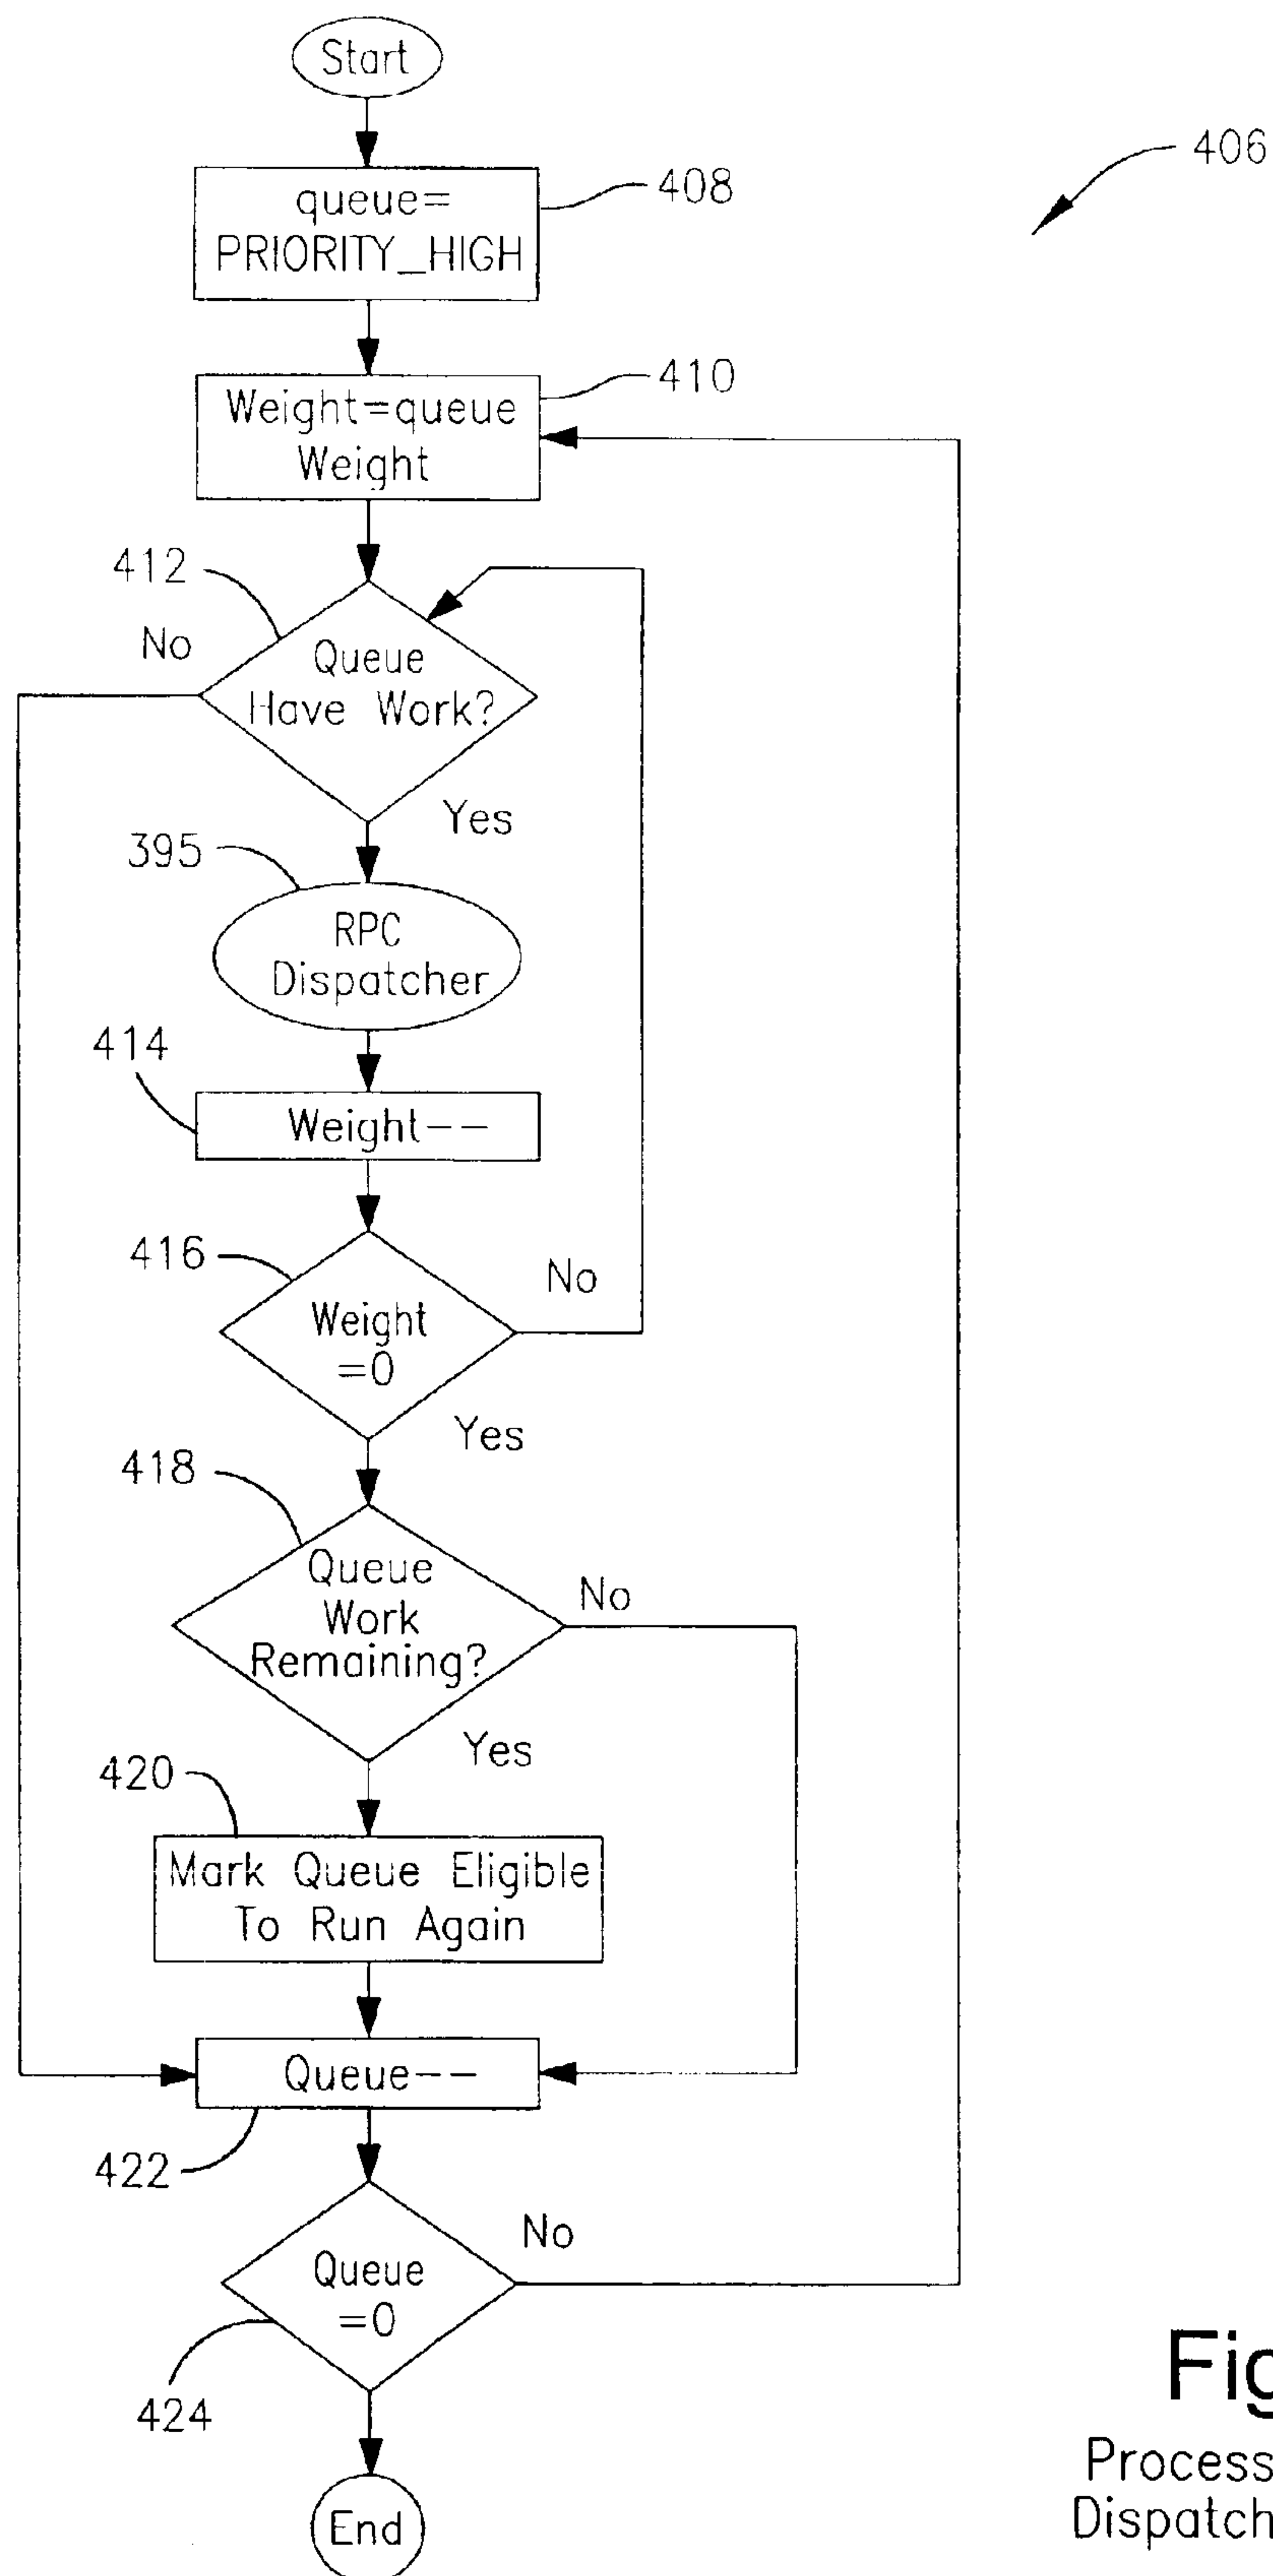 Start
406
408
queue=
PRIORITY_HIGH
410
Weight=queue
Weight
412
No
Queue
Have Work?
Yes
395
RPC
Dispatcher
414
Weight--
416
No
Weight
=0
Yes
418
Queue
Work
Remaining?
No
Yes
420
Mark Queue Eligible
To Run Again
Queue--
422
No
Queue
=0
424
Fig
Process
Dispatch
End